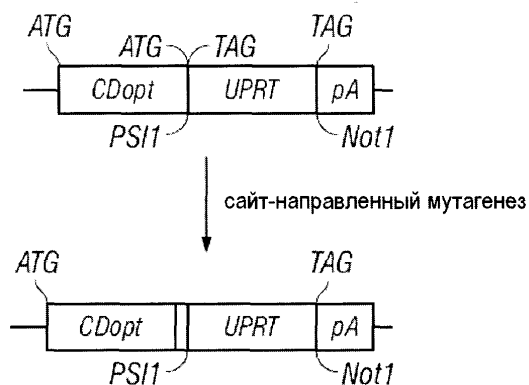 ATG ATG TAG TAG
CDopt UPRT pA
PSI1 Not1
сайт-направленный мутагенез
ATG TAG
CDopt UPRT pA
PSI1 Not1